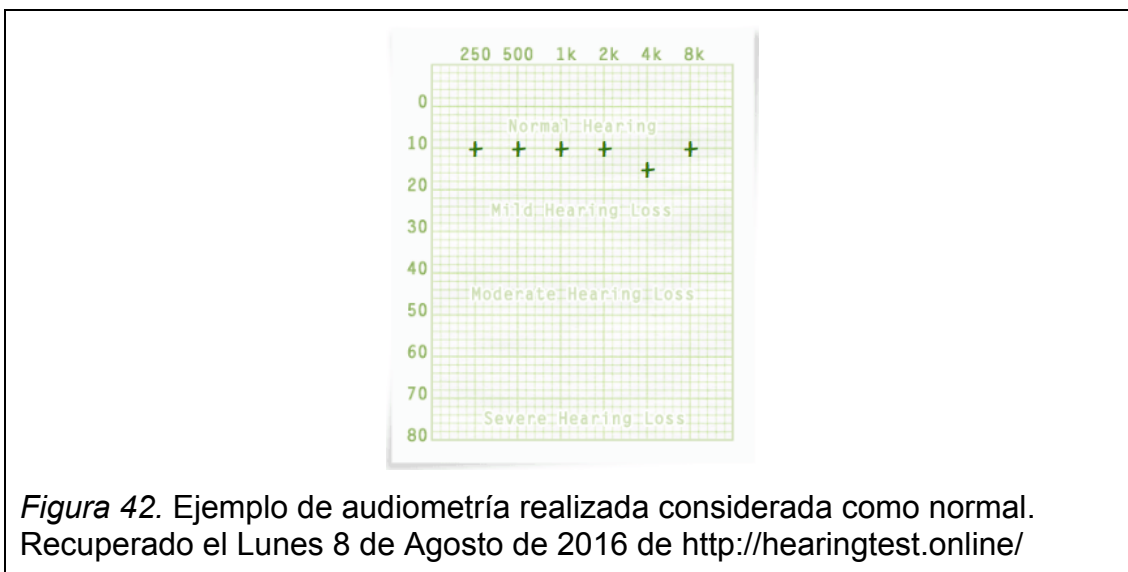 250 500 1k 2k 4k 8k
0
Normal Hearing
10
20
Mild Hearing Loss
30
40
Moderate Hearing Loss
50
60
70
Severe Hearing Loss
80
Figura 42. Ejemplo de audiometría realizada considerada como normal.
Recuperado el Lunes 8 de Agosto de 2016 de http://hearingtest.online/